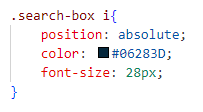 .search-box i{
    position: absolute;
    color: #06283D;
    font-size: 28px;
}